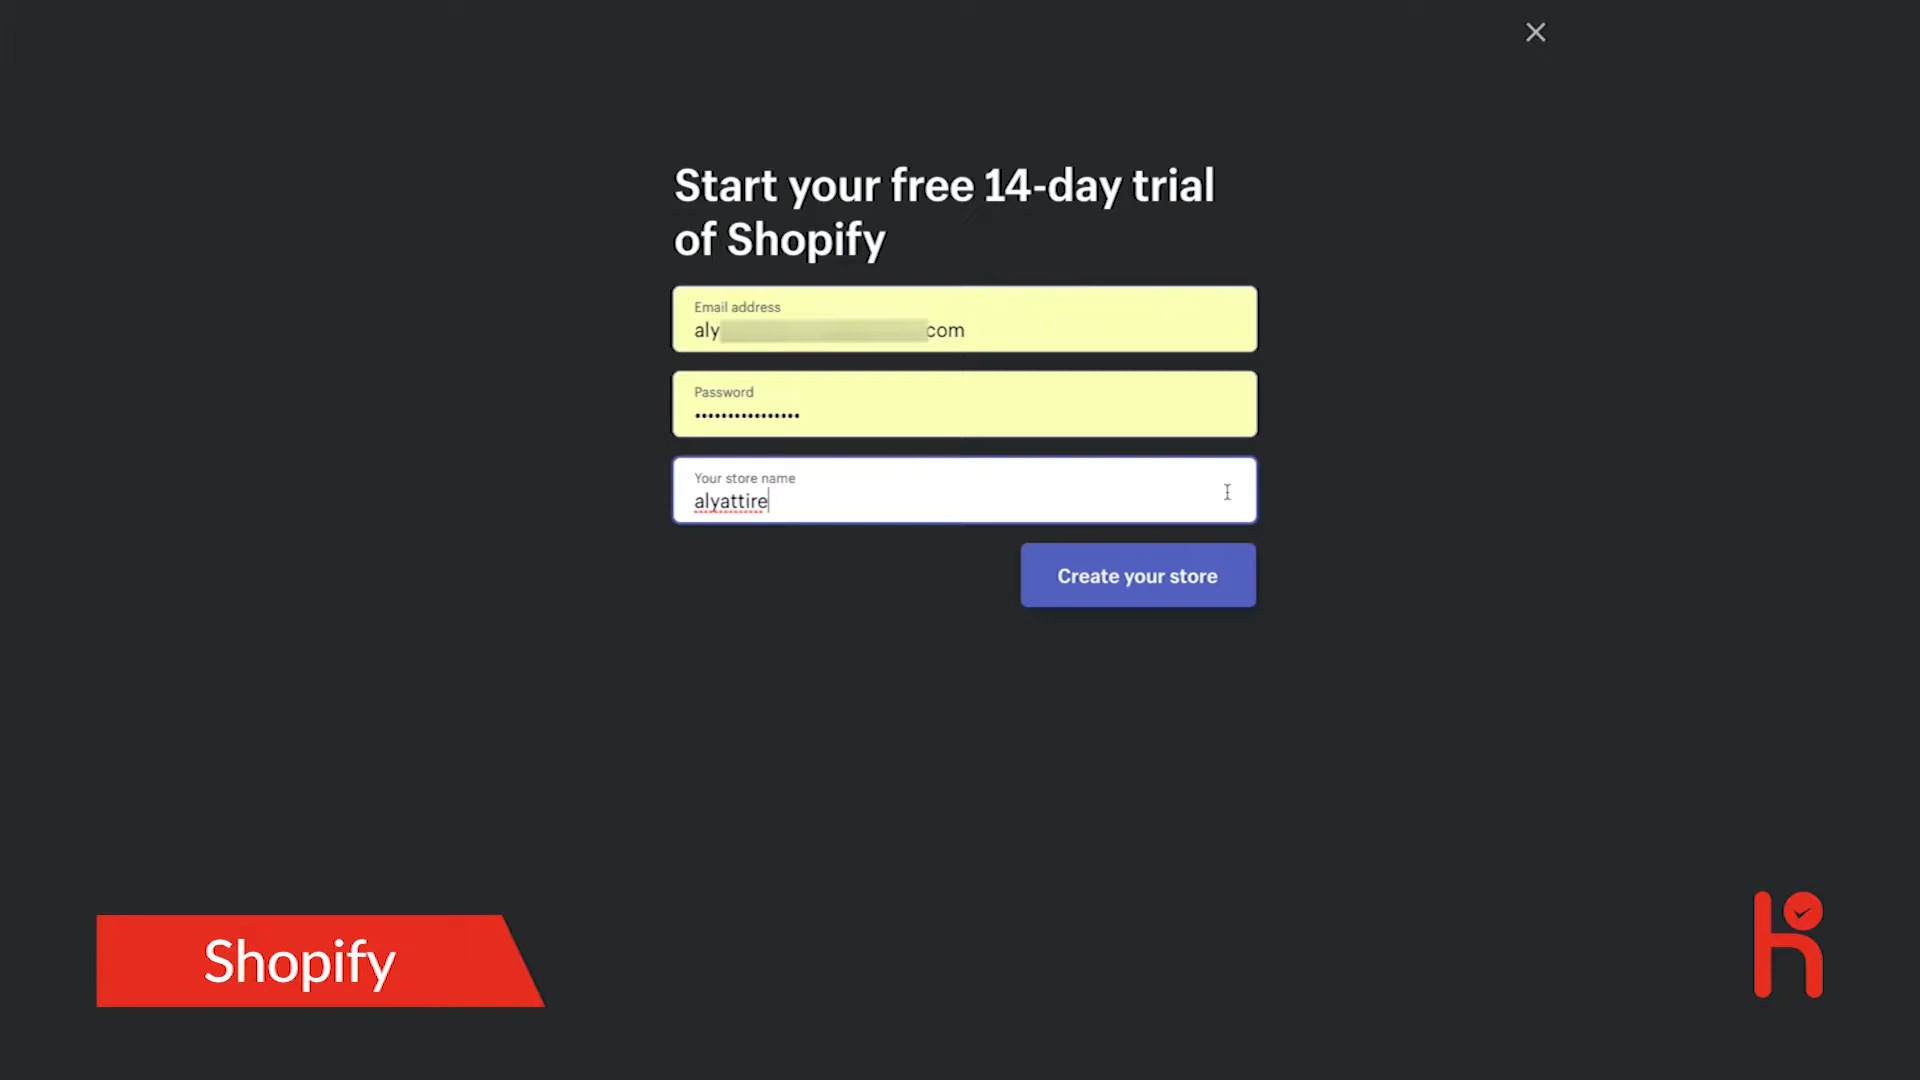 Start your free 14-day trial
of Shopify
Email address
aly com
Password
••••••••••••••••
Your store name
alyattire
Create your store
Shopify